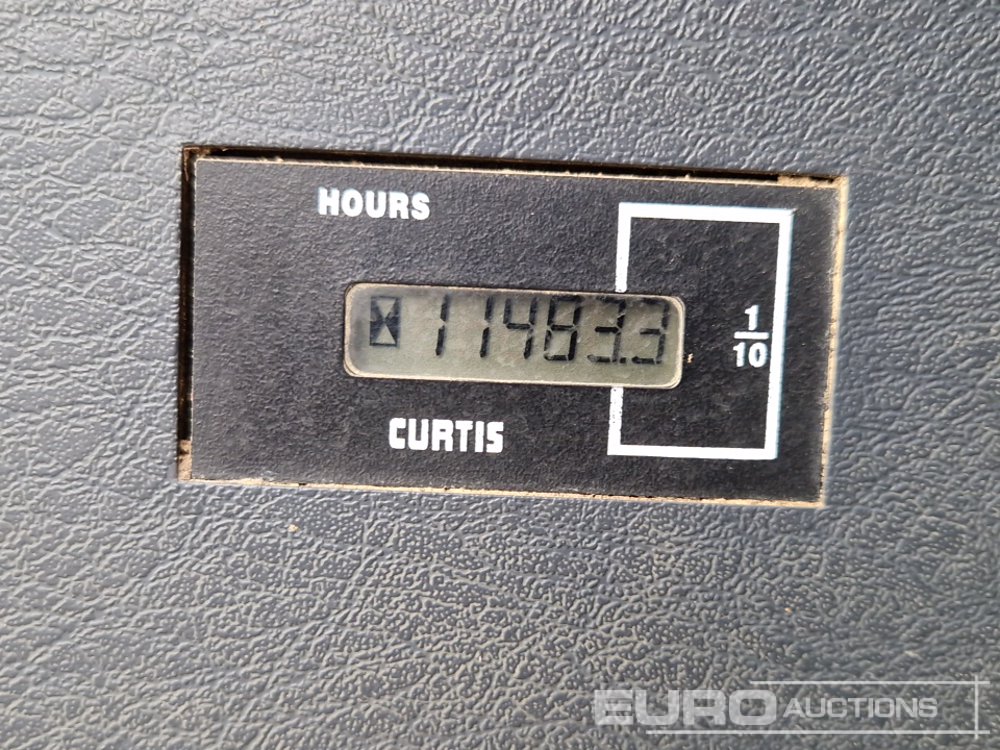 HOURS
11483.3
1
10
CURTIS
EURO AUCTIONS